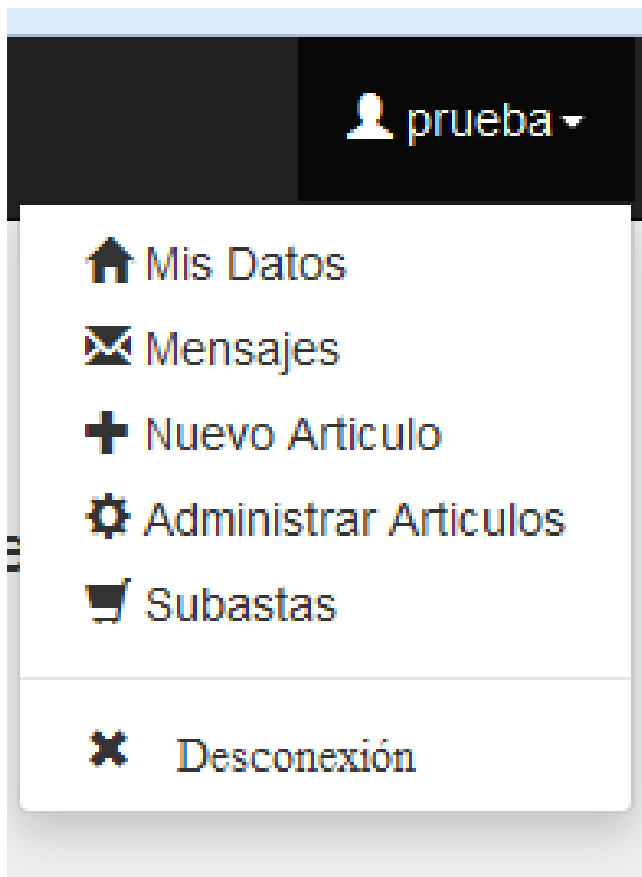 prueba
Mis Datos
Mensajes
Nuevo Articulo
Administrar Articulos
Subastas
Desconexión